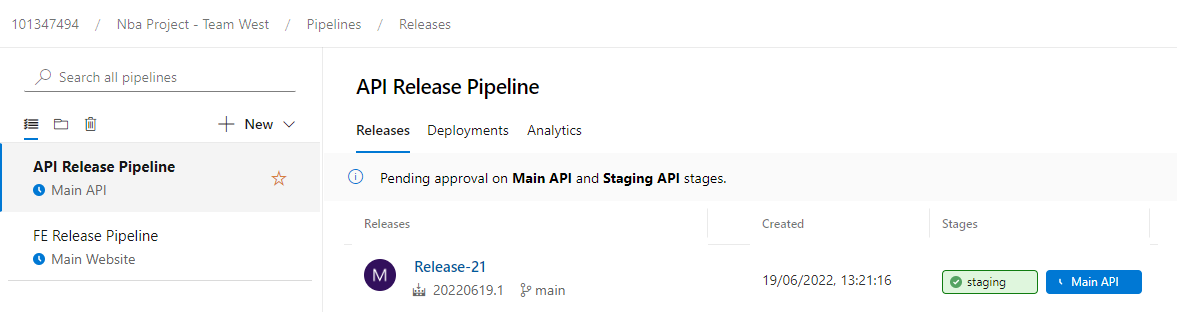 101347494 / Nba Project - Team West / Pipelines / Releases
Search all pipelines
New
API Release Pipeline
Main API
FE Release Pipeline
Main Website
API Release Pipeline
Releases Deployments Analytics
Pending approval on Main API and Staging API stages.
Releases Created Stages
M Release-21
20220619.1 main
19/06/2022, 13:21:16
staging Main API